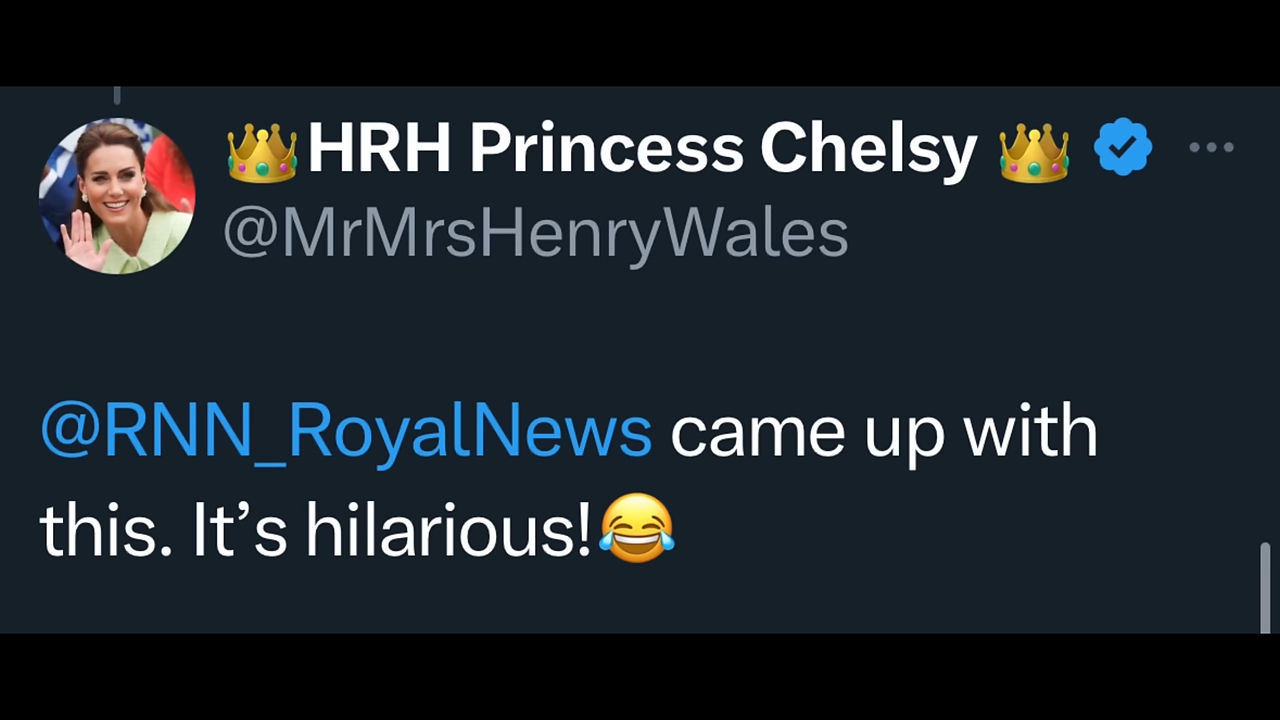 👑HRH Princess Chelsy 👑
@MrMrsHenryWales
@RNN_RoyalNews came up with
this. It’s hilarious!😂